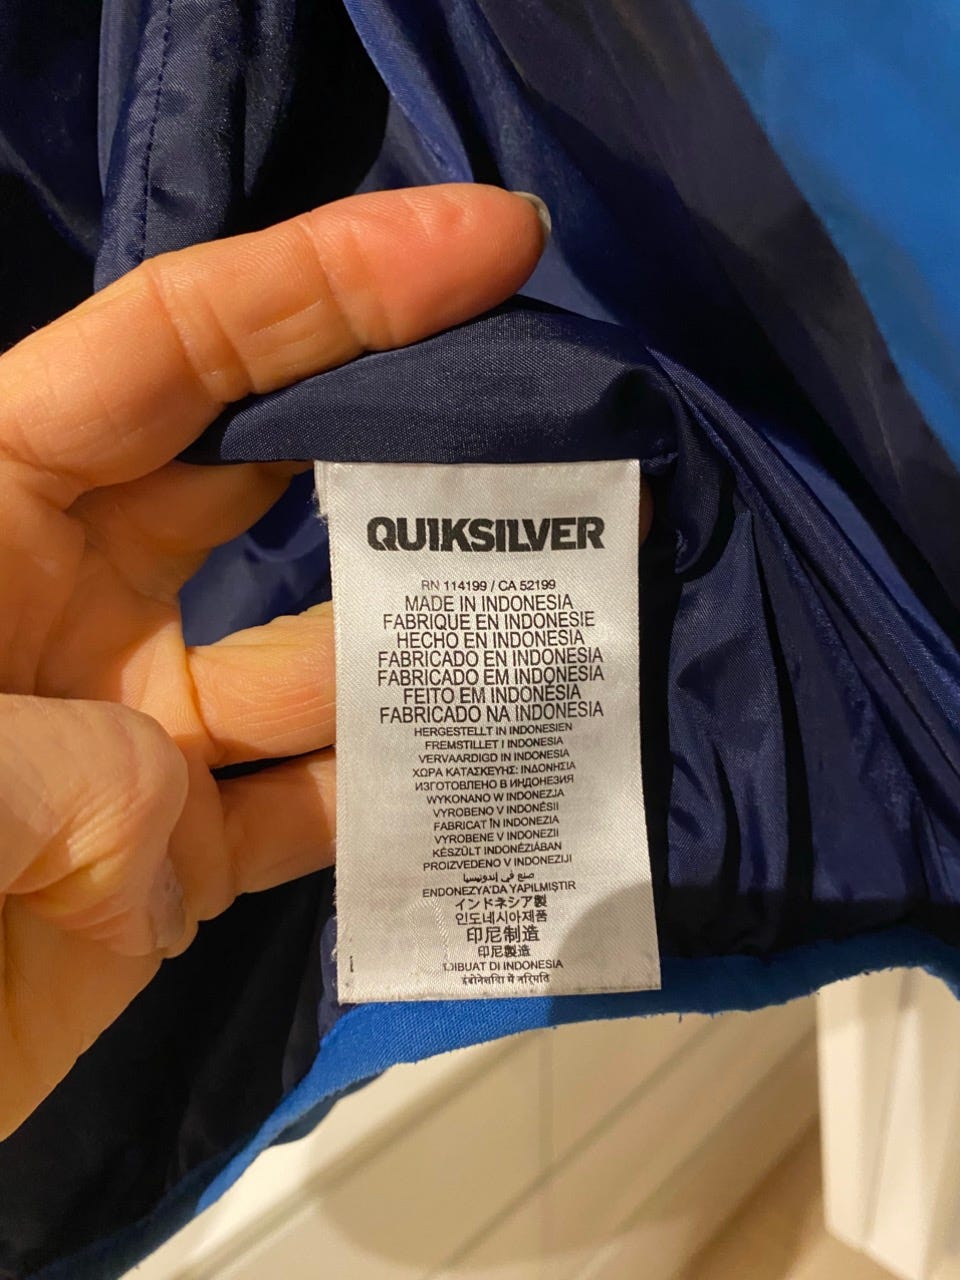 QUIKSILVER
RN 114199 / CA 52199
MADE IN INDONESIA
FABRIQUE EN INDONESIE
HECHO EN INDONESIA
FABRICADO EN INDONESIA
FABRICADO EM INDONESIA
FEITO EM INDONÉSIA
FABRICADO NA INDONESIA
HERGESTELLT IN INDONESIEN
FREMSTILLET I INDONESIA
VERVAARDIGD IN INDONESIA
ΧΩΡΑ ΚΑΤΑΣΚΕΥΗΣ: ΙΝΔΟΝΗΣΙΑ
ИЗГОТОВЛЕНО В ИНДОНЕЗИЯ
WYKONANO W INDONEZJA
VYROBENO V INDONÉSII
FABRICAT ÎN INDONEZIA
VYROBENE V INDONEZII
KÉSZÜLT INDONÉZIÁBAN
PROIZVEDENO V INDONEZIJI
صنع في إندونيسيا
ENDONEZYA'DA YAPILMIŞTIR
インドネシア製
인도네시아제품
印尼制造
印尼製造
DIBUAT DI INDONESIA
इंडोनेशिया में निर्मित